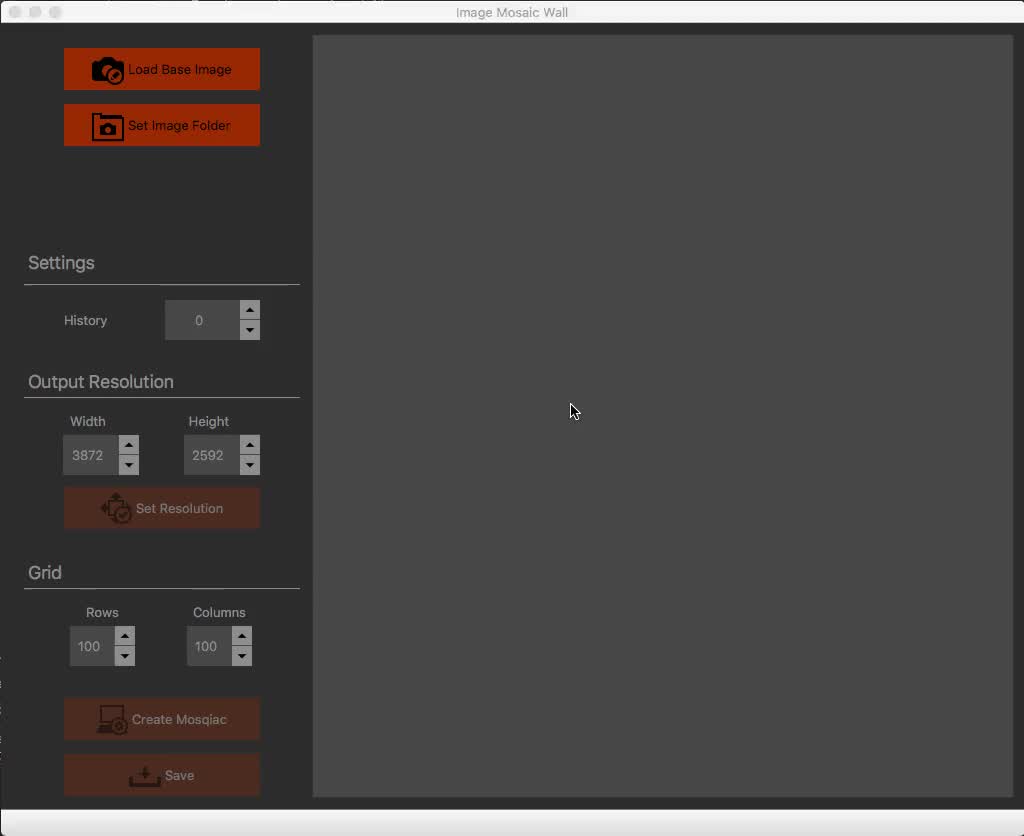 Image Mosaic Wall
Load Base Image
Set Image Folder
Settings
History 0
Output Resolution
Width Height
3872 2592
Set Resolution
Grid
Rows Columns
100 100
Create Mosqiac
Save